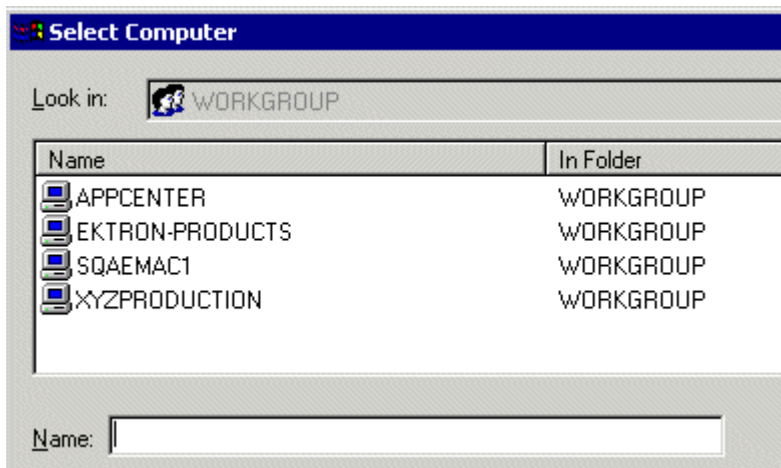 Select Computer
Look in: WORKGROUP
Name In Folder
APPCENTER WORKGROUP
EKTRON-PRODUCTS WORKGROUP
SQAEMAC1 WORKGROUP
XYZPRODUCTION WORKGROUP
Name: